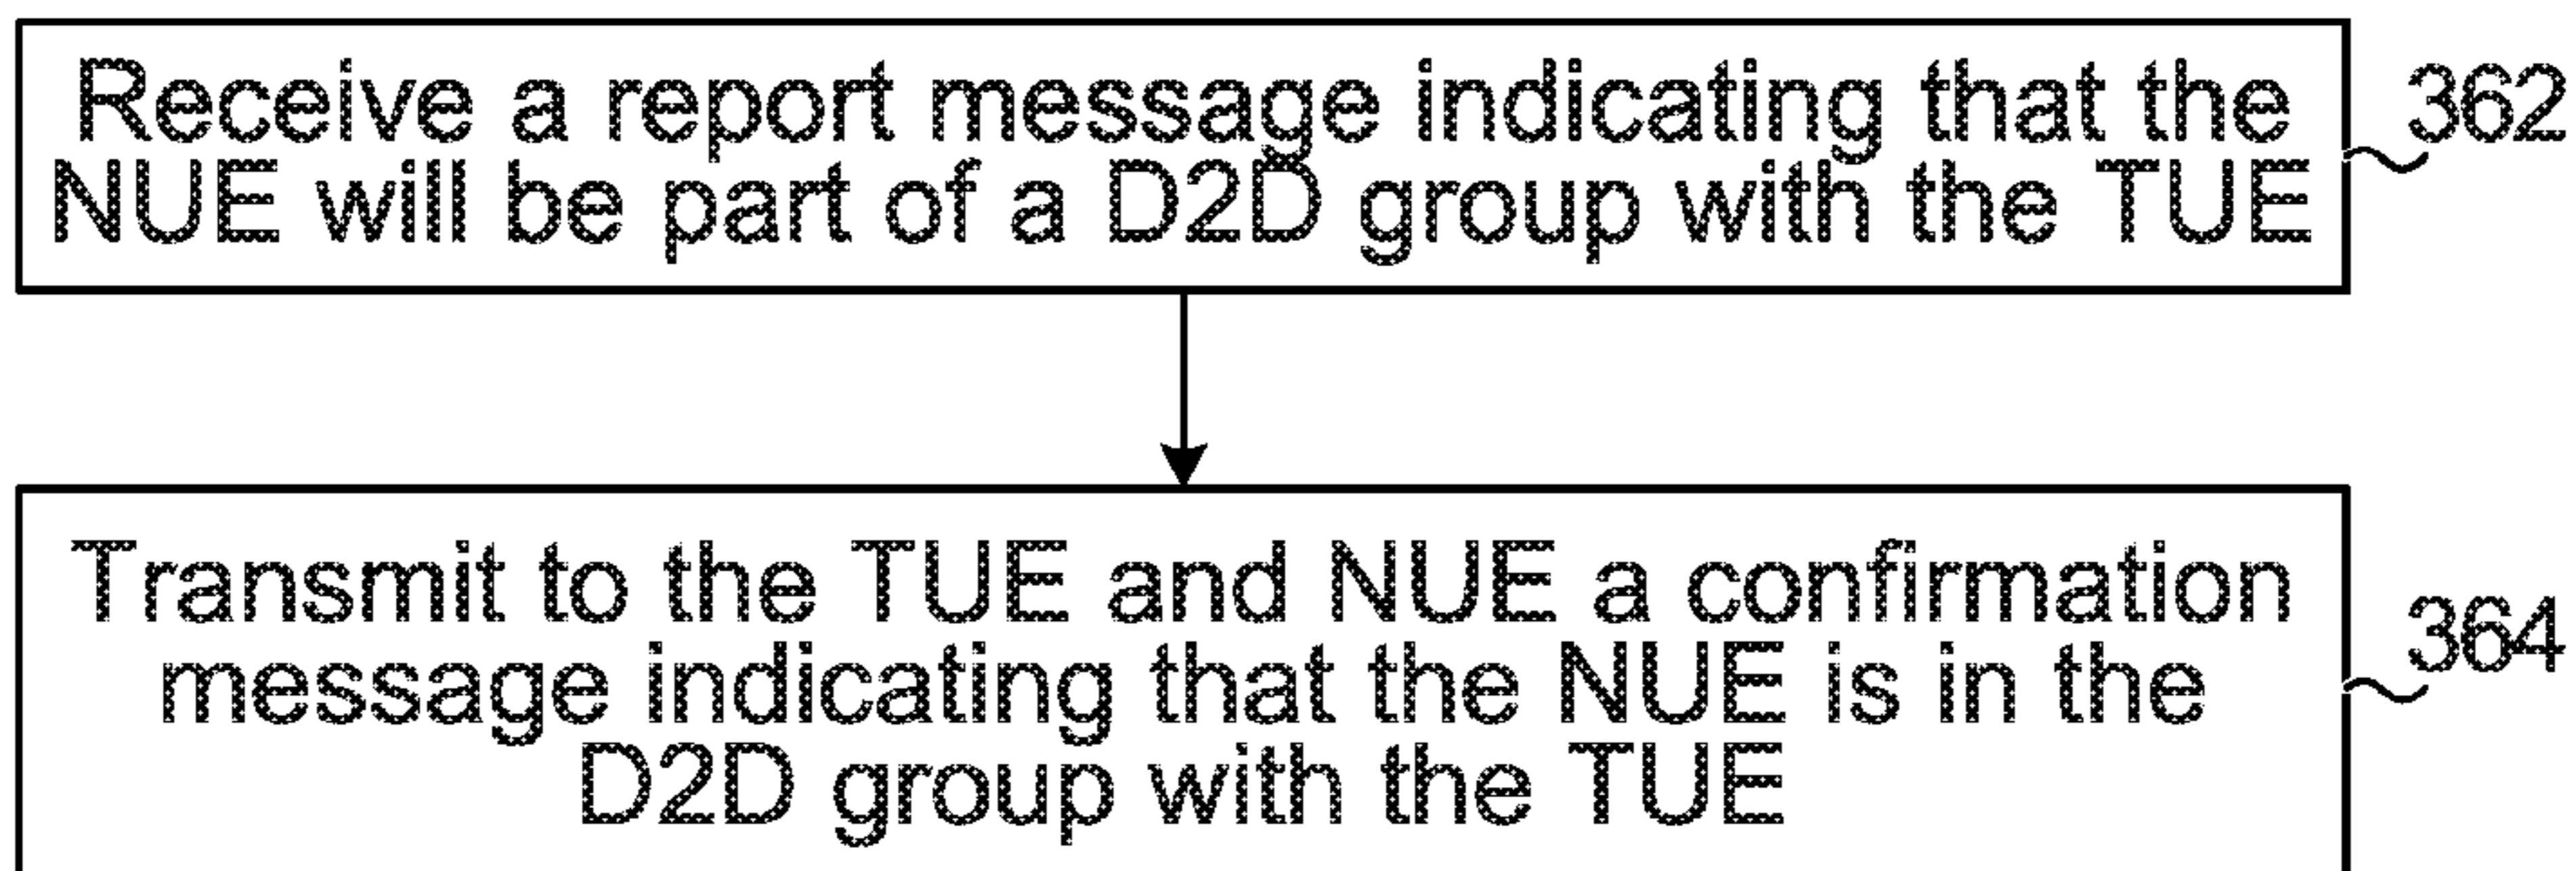 Receive a report message indicating that the
NUE will be part of a D2D group with the TUE
362
Transmit to the TUE and NUE a confirmation
message indicating that the NUE is in the
D2D group with the TUE
364